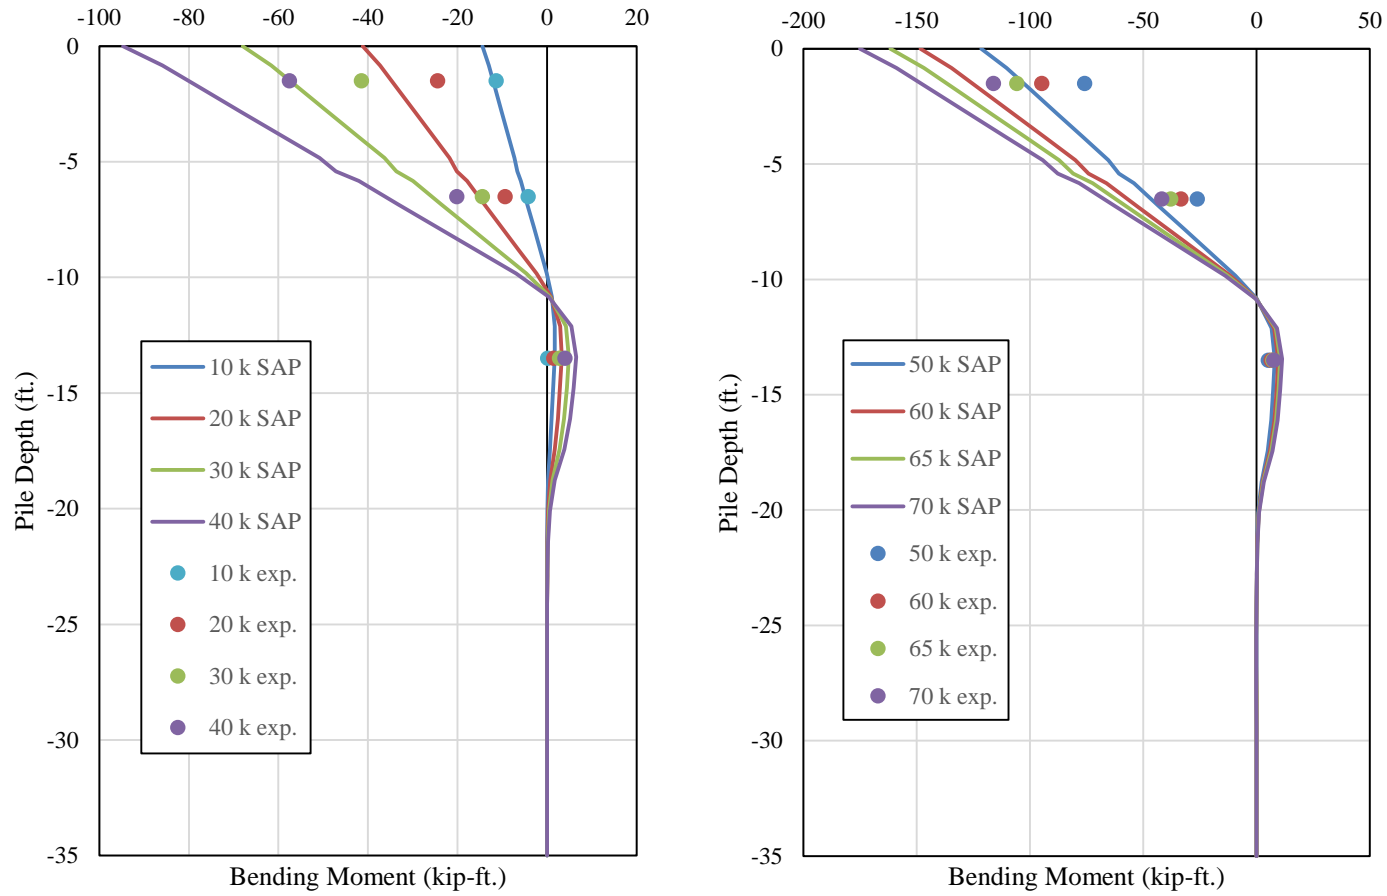 -100 -80 -60 -40 -20 0 20
0
-5
-10
-15
-20
-25
-30
-35
Pile Depth (ft.)
10 k SAP
20 k SAP
30 k SAP
40 k SAP
10 k exp.
20 k exp.
30 k exp.
40 k exp.
Bending Moment (kip-ft.)
-200 -150 -100 -50 0 50
0
-5
-10
-15
-20
-25
-30
-35
Pile Depth (ft.)
50 k SAP
60 k SAP
65 k SAP
70 k SAP
50 k exp.
60 k exp.
65 k exp.
70 k exp.
Bending Moment (kip-ft.)